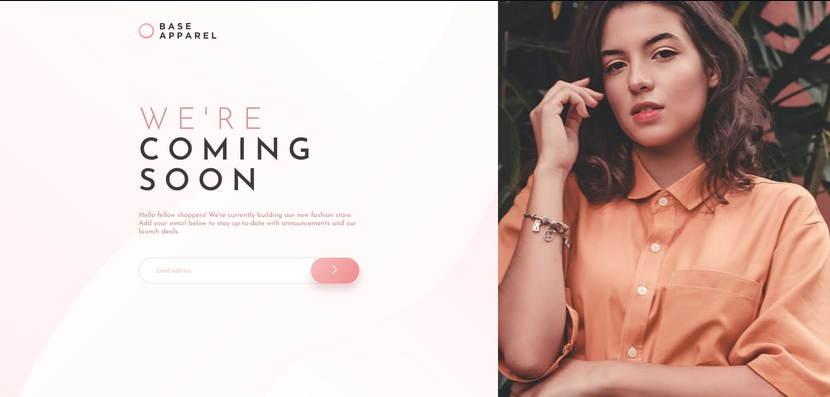 BASE
APPAREL
WE'RE
COMING
SOON
Hello fellow shoppers! We're currently building our new fashion store.
Add your email below to stay up-to-date with announcements and our
launch deals.
Email Address